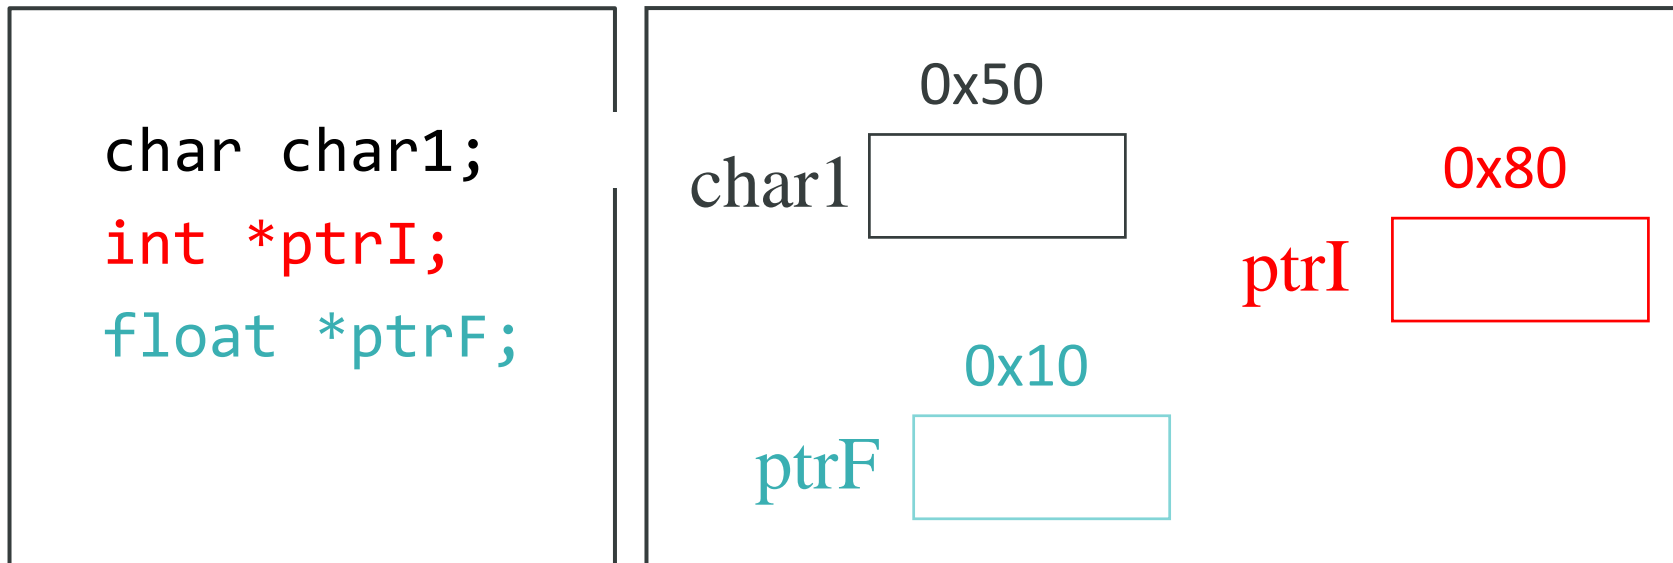 char char1;
int *ptrI;
float *ptrF;
0x50
char1
0x80
ptrI
0x10
ptrF